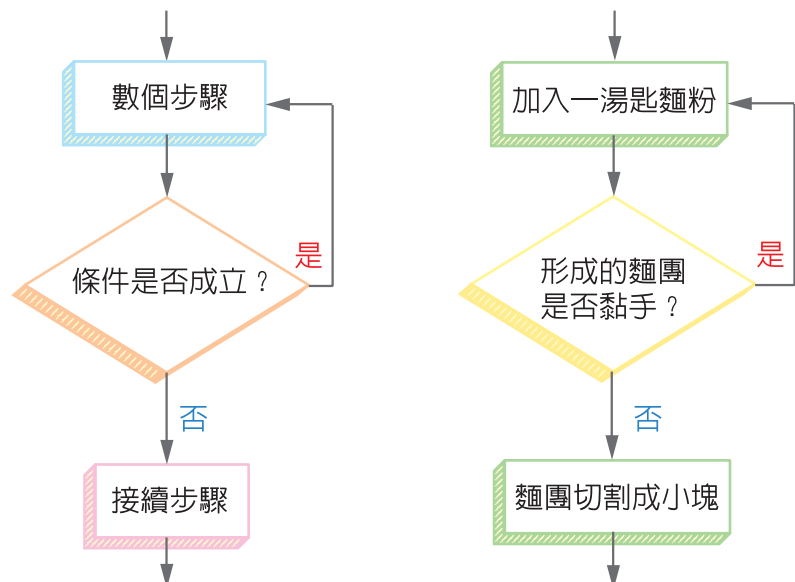 數個步驟
條件是否成立？
是
否
接續步驟
加入一湯匙麵粉
形成的麵團
是否黏手？
是
否
麵團切割成小塊